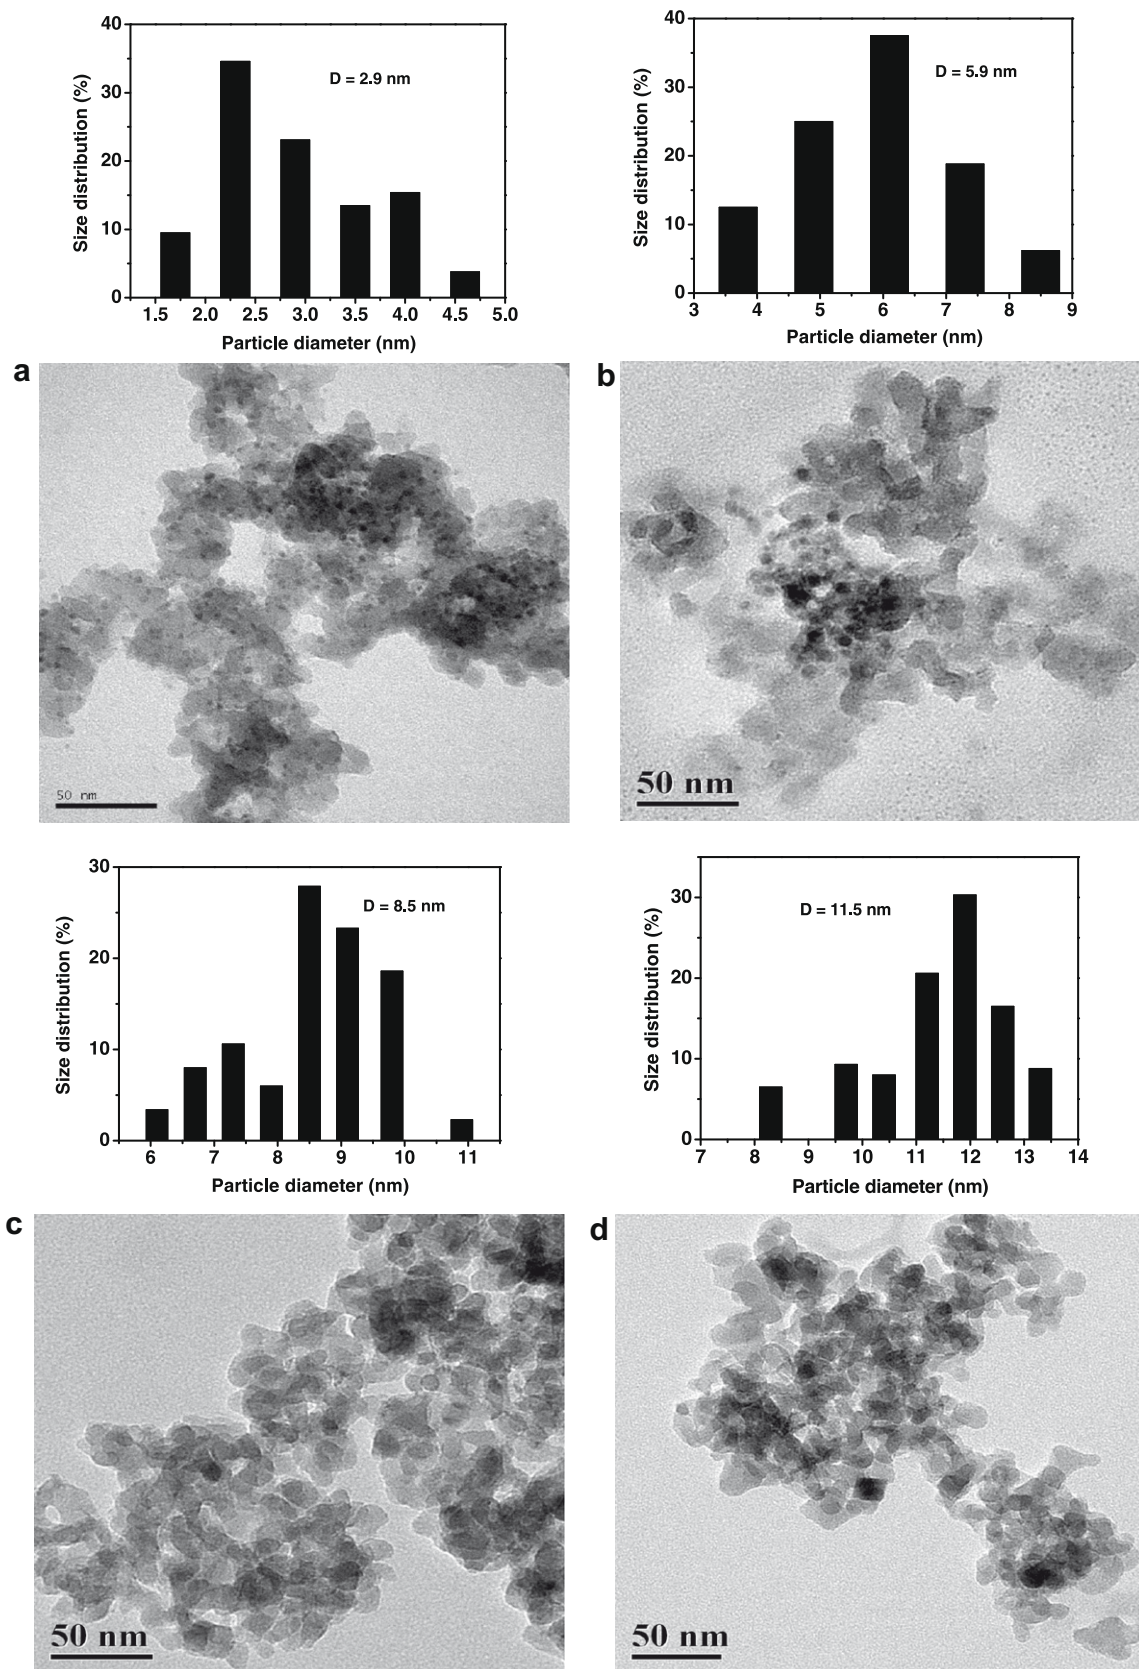 40
30
20
10
0
Size distribution (%)
D = 2.9 nm
1.5 2.0 2.5 3.0 3.5 4.0 4.5 5.0
Particle diameter (nm)
40
30
20
10
0
Size distribution (%)
D = 5.9 nm
3 4 5 6 7 8 9
Particle diameter (nm)
a
50 nm
b
50 nm
30
20
10
0
Size distribution (%)
D = 8.5 nm
6 7 8 9 10 11
Particle diameter (nm)
30
20
10
0
Size distribution (%)
D = 11.5 nm
7 8 9 10 11 12 13 14
Particle diameter (nm)
c
50 nm
d
50 nm